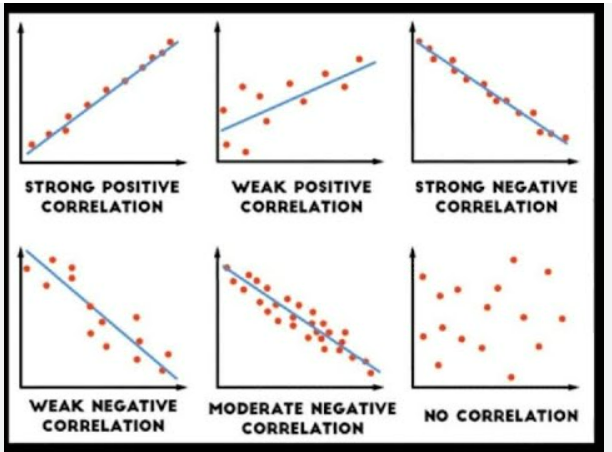 STRONG POSITIVE
CORRELATION
WEAK POSITIVE
CORRELATION
STRONG NEGATIVE
CORRELATION
WEAK NEGATIVE
CORRELATION
MODERATE NEGATIVE
CORRELATION
NO CORRELATION